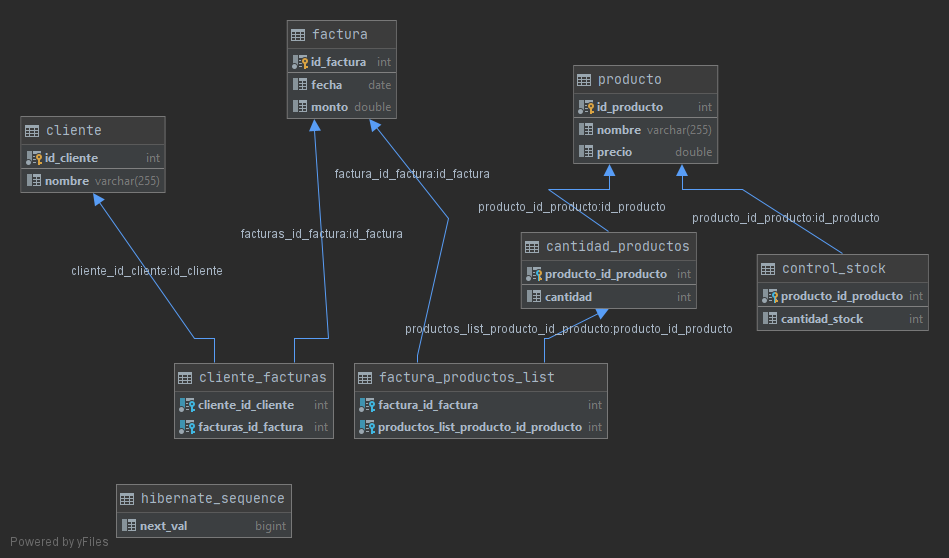 factura
id_factura int
fecha date
monto double
producto
id_producto int
nombre varchar(255)
precio double
cliente
id_cliente int
nombre varchar(255)
factura_id_factura:id_factura
producto_id_producto:id_producto
producto_id_producto:id_producto
facturas_id_factura:id_factura
cantidad_productos
producto_id_producto int
cantidad int
control_stock
producto_id_producto int
cantidad_stock int
cliente_id_cliente:id_cliente
productos_list_producto_id_producto:producto_id_producto
cliente_facturas
cliente_id_cliente int
facturas_id_factura int
factura_productos_list
factura_id_factura int
productos_list_producto_id_producto int
hibernate_sequence
next_val bigint
Powered by yFiles